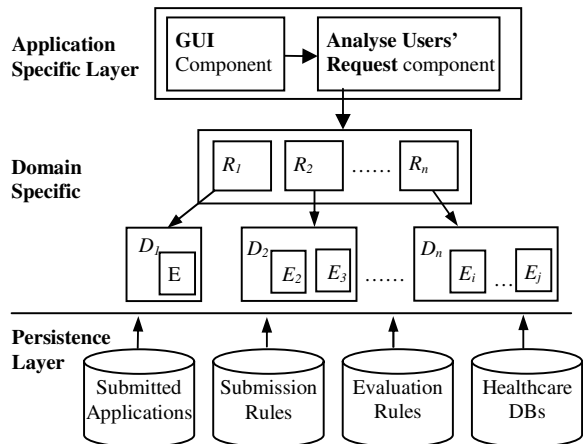 Application
Specific Layer
GUI
Component
Analyse Users'
Request component
Domain
Specific
R1
R2
......
Rn
D1
E
D2
E2
E3
......
Dn
Ei
...
Ej
Persistence
Layer
Submitted
Applications
Submission
Rules
Evaluation
Rules
Healthcare
DBs